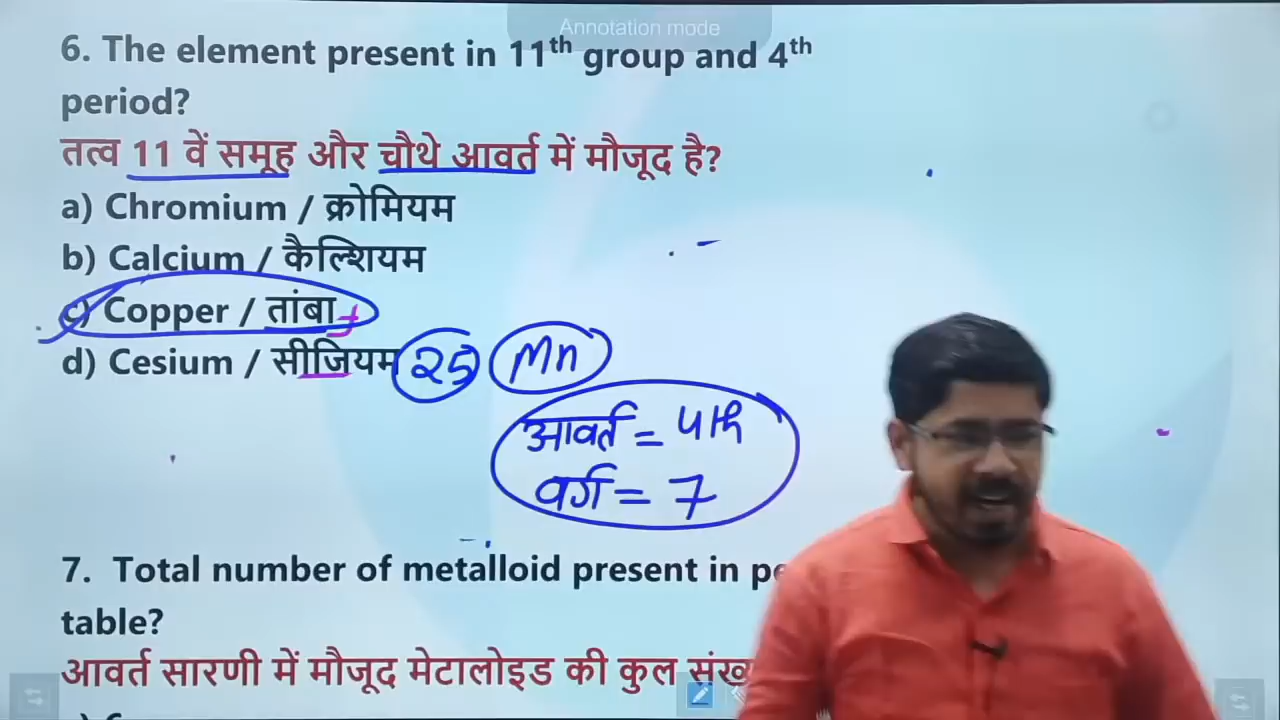 Annotation mode
6. The element present in 11th group and 4th
period?
तत्व 11 वें समूह और चौथे आवर्त में मौजूद है?
a) Chromium / क्रोमियम
b) Calcium / कैल्शियम
c) Copper / तांबा
d) Cesium / सीजियम 25 Mn
आवर्त = 4th
वर्ग = 7
7. Total number of metalloid present in
table?
आवर्त सारणी में मौजूद मेटालोइड की कुल